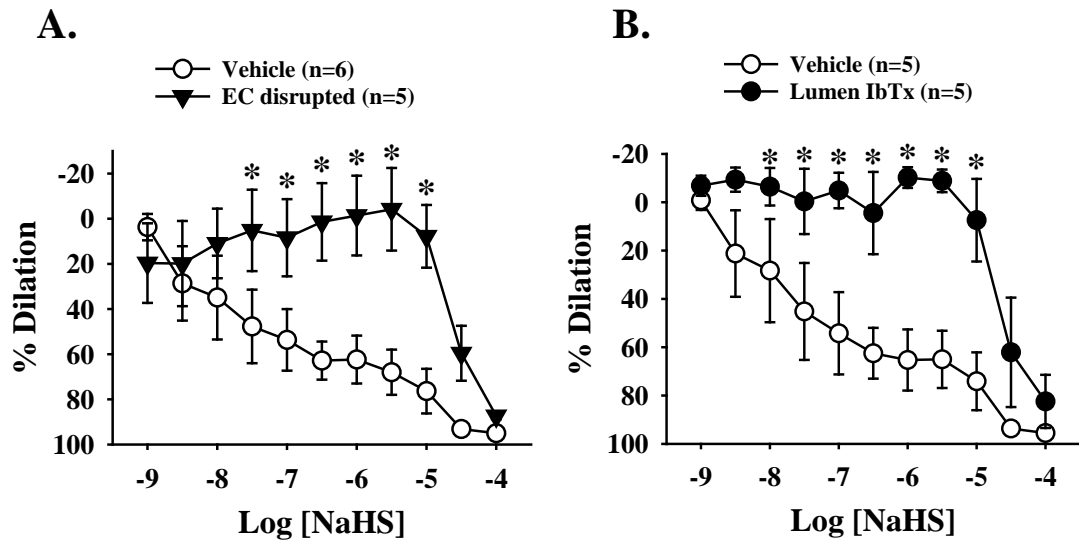 A.
Vehicle (n=6)
EC disrupted (n=5)
* * * * * *
-20
0
20
40
60
80
100
% Dilation
-9 -8 -7 -6 -5 -4
Log [NaHS]
B.
Vehicle (n=5)
Lumen IbTx (n=5)
* * * * * * *
-20
0
20
40
60
80
100
% Dilation
-9 -8 -7 -6 -5 -4
Log [NaHS]